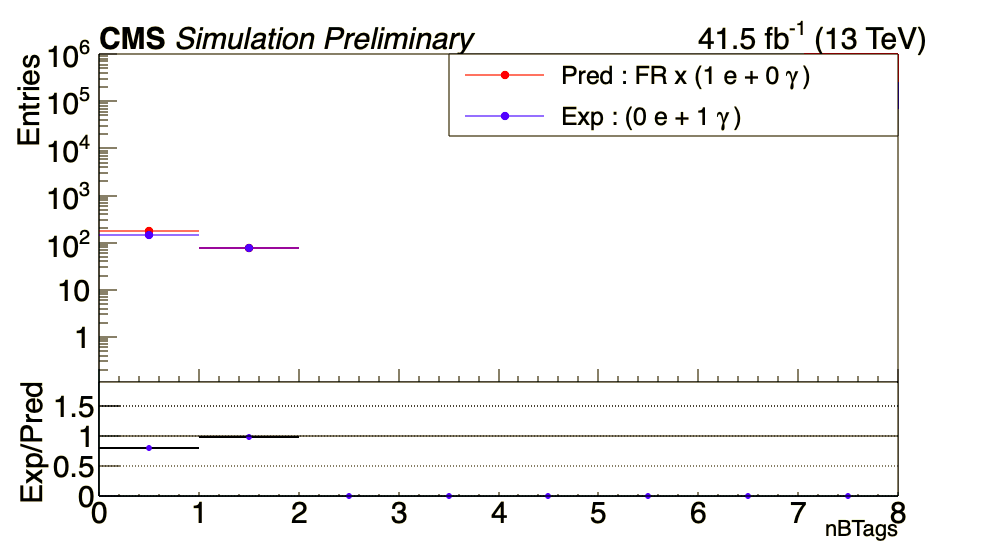 CMS Simulation Preliminary 41.5 fb⁻¹ (13 TeV)
Entries
10⁶
10⁵
10⁴
10³
10²
10
1
Pred : FR x (1 e + 0 γ)
Exp : (0 e + 1 γ)
Exp/Pred
1.5
1
0.5
0
0 1 2 3 4 5 6 7 8
nBTags